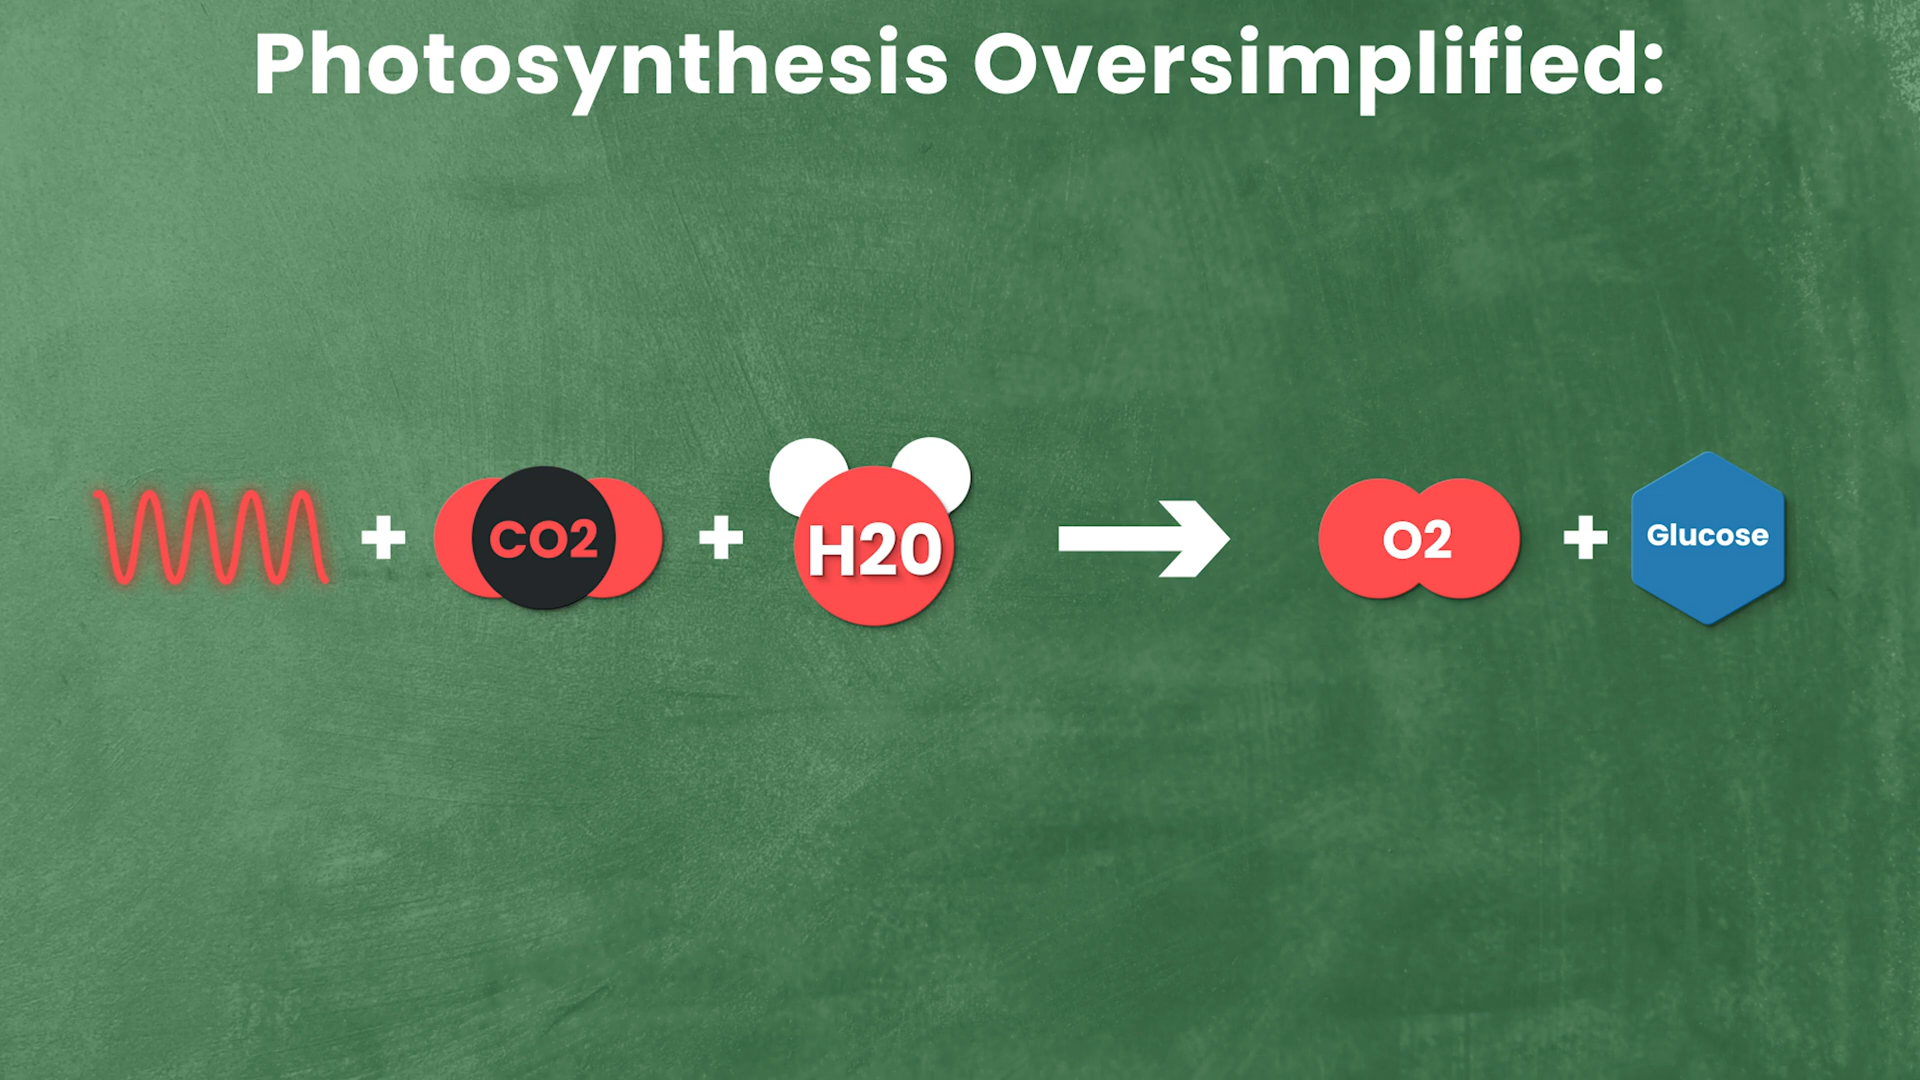 Photosynthesis Oversimplified:
+ CO2 + H20 → O2 + Glucose